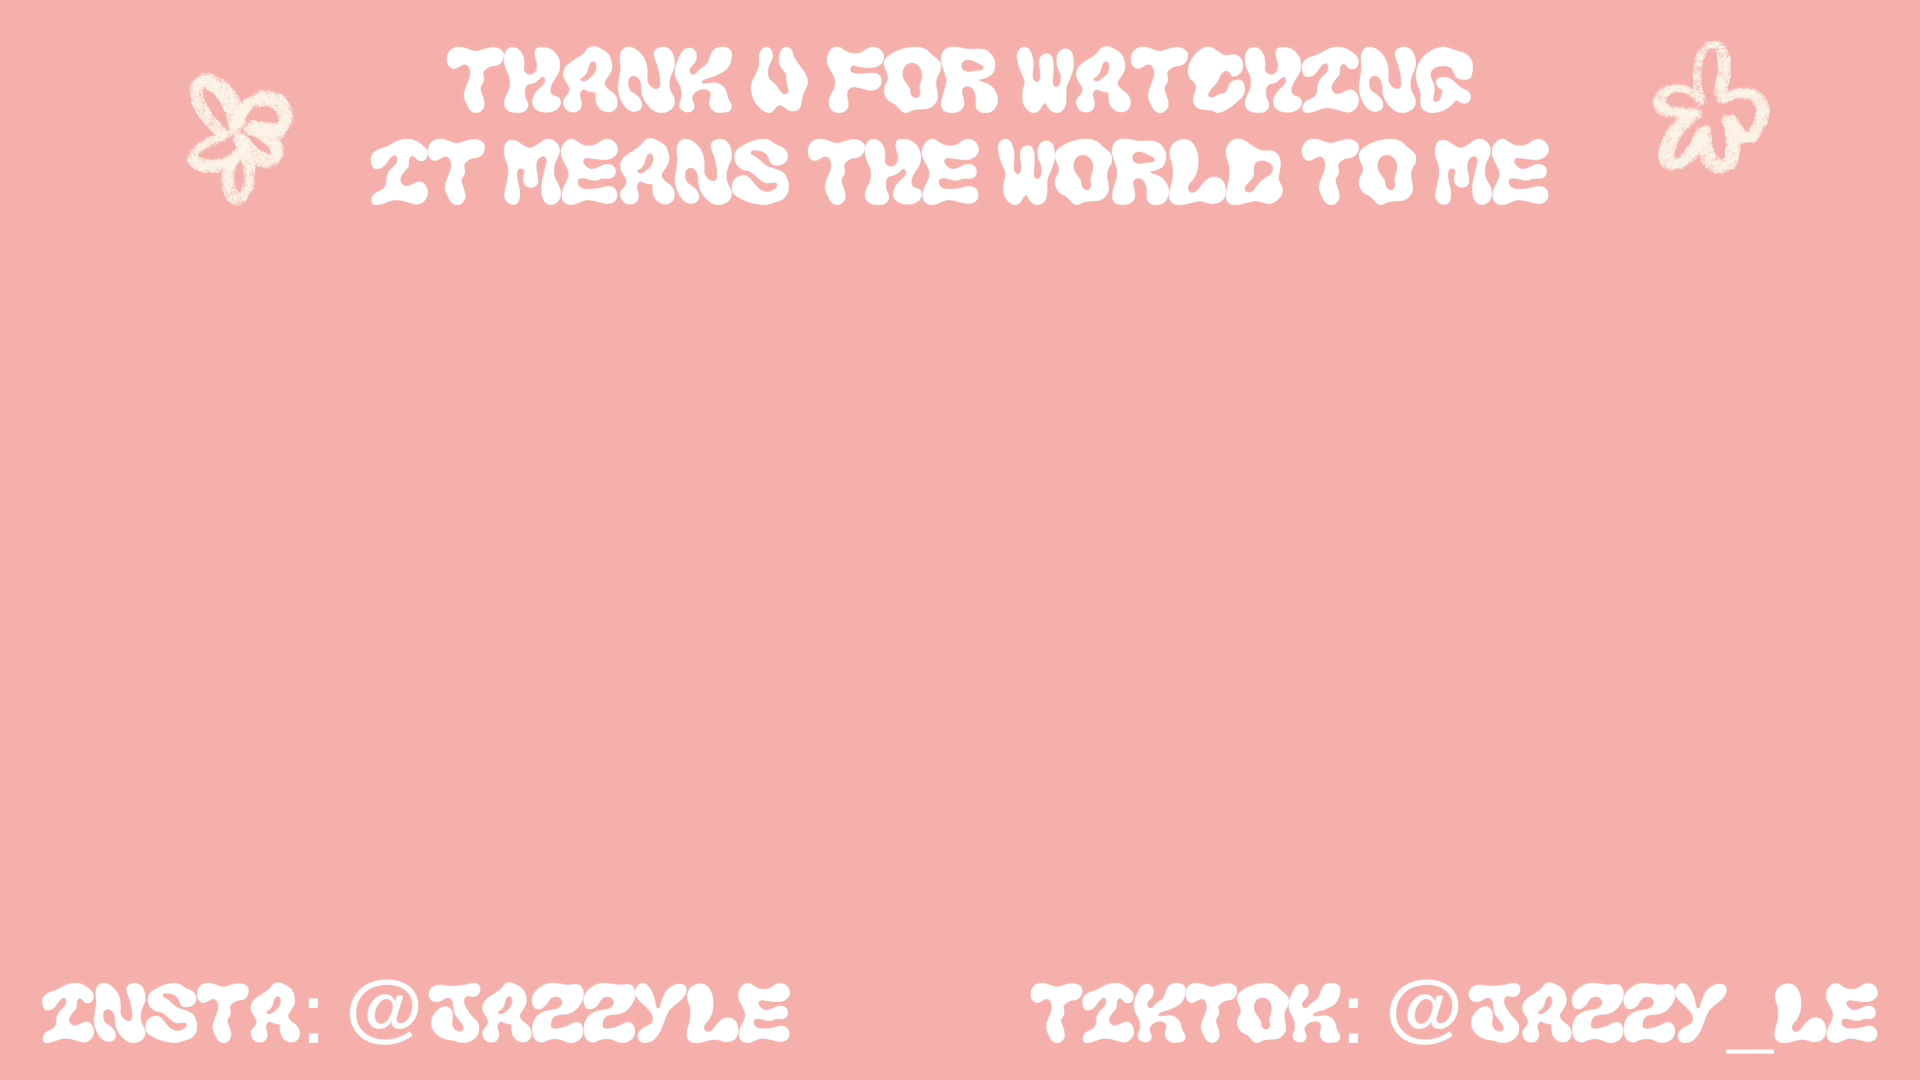 THANK U FOR WATCHING
IT MEANS THE WORLD TO ME
INSTA: @JAZZYLE
TIKTOK: @JAZZY_LE